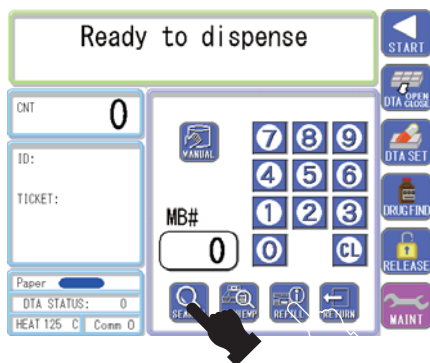 Ready to dispense
START
DTA OPEN
CLOSE
CNT 0
ID:
TICKET:
MANUAL
7 8 9
4 5 6
MB#
1 2 3
0
0 CL
DTA SET
DRUG FIND
RELEASE
Paper
DTA STATUS: 0
HEAT 125 C Comm 0
REFILL
RETURN
MAINT